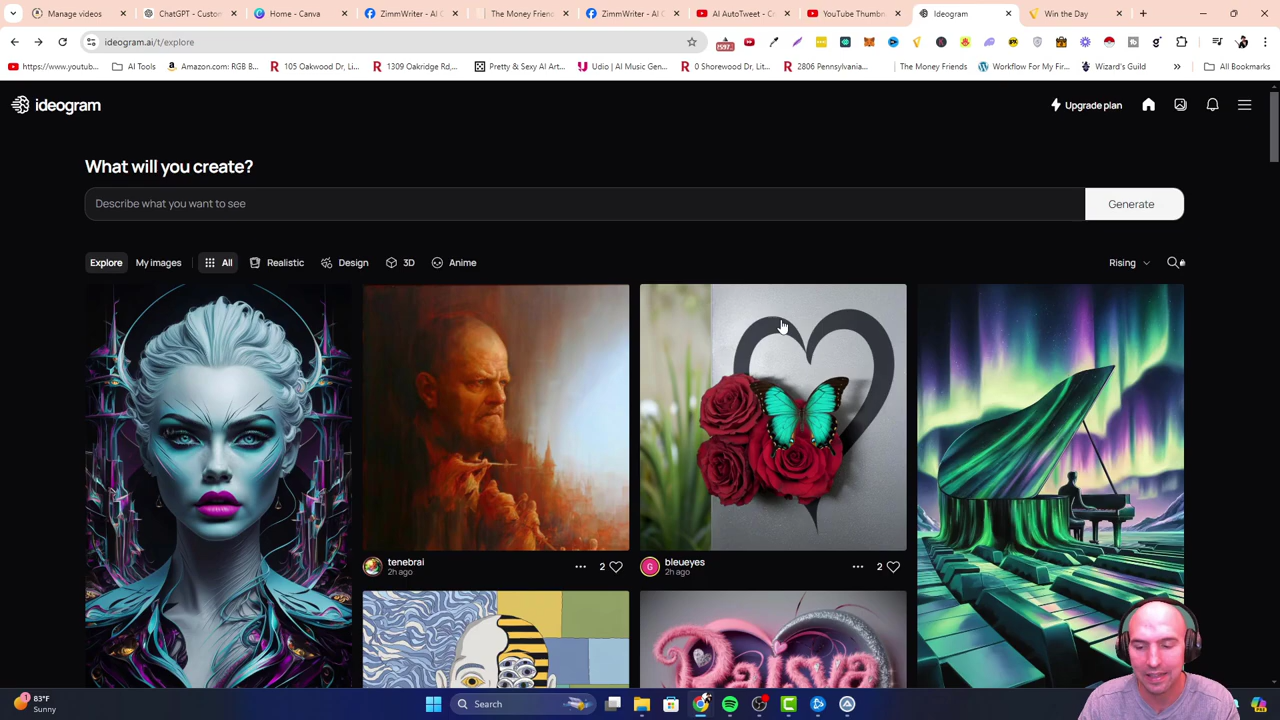 Manage videos
ChatGPT - Custom
Home - Canva
ZimmWriter - AI C
The Money Friend
ZimmWriter - AI C
AI AutoTweet - Co
YouTube Thumbn
Ideogram
Win the Day
ideogram.ai/t/explore
https://www.youtub...
AI Tools
Amazon.com: RGB B...
105 Oakwood Dr, Lit...
1309 Oakridge Rd,...
Pretty & Sexy AI Art...
Udio | AI Music Gen...
0 Shorewood Dr, Lit...
2806 Pennsylvania...
The Money Friends
Workflow For My Fir...
Wizard's Guild
All Bookmarks
ideogram
Upgrade plan
What will you create?
Describe what you want to see
Generate
Explore
My images
All
Realistic
Design
3D
Anime
Rising
tenebrai
2h ago
2
G
bleueyes
2h ago
2
83°F
Sunny
Search